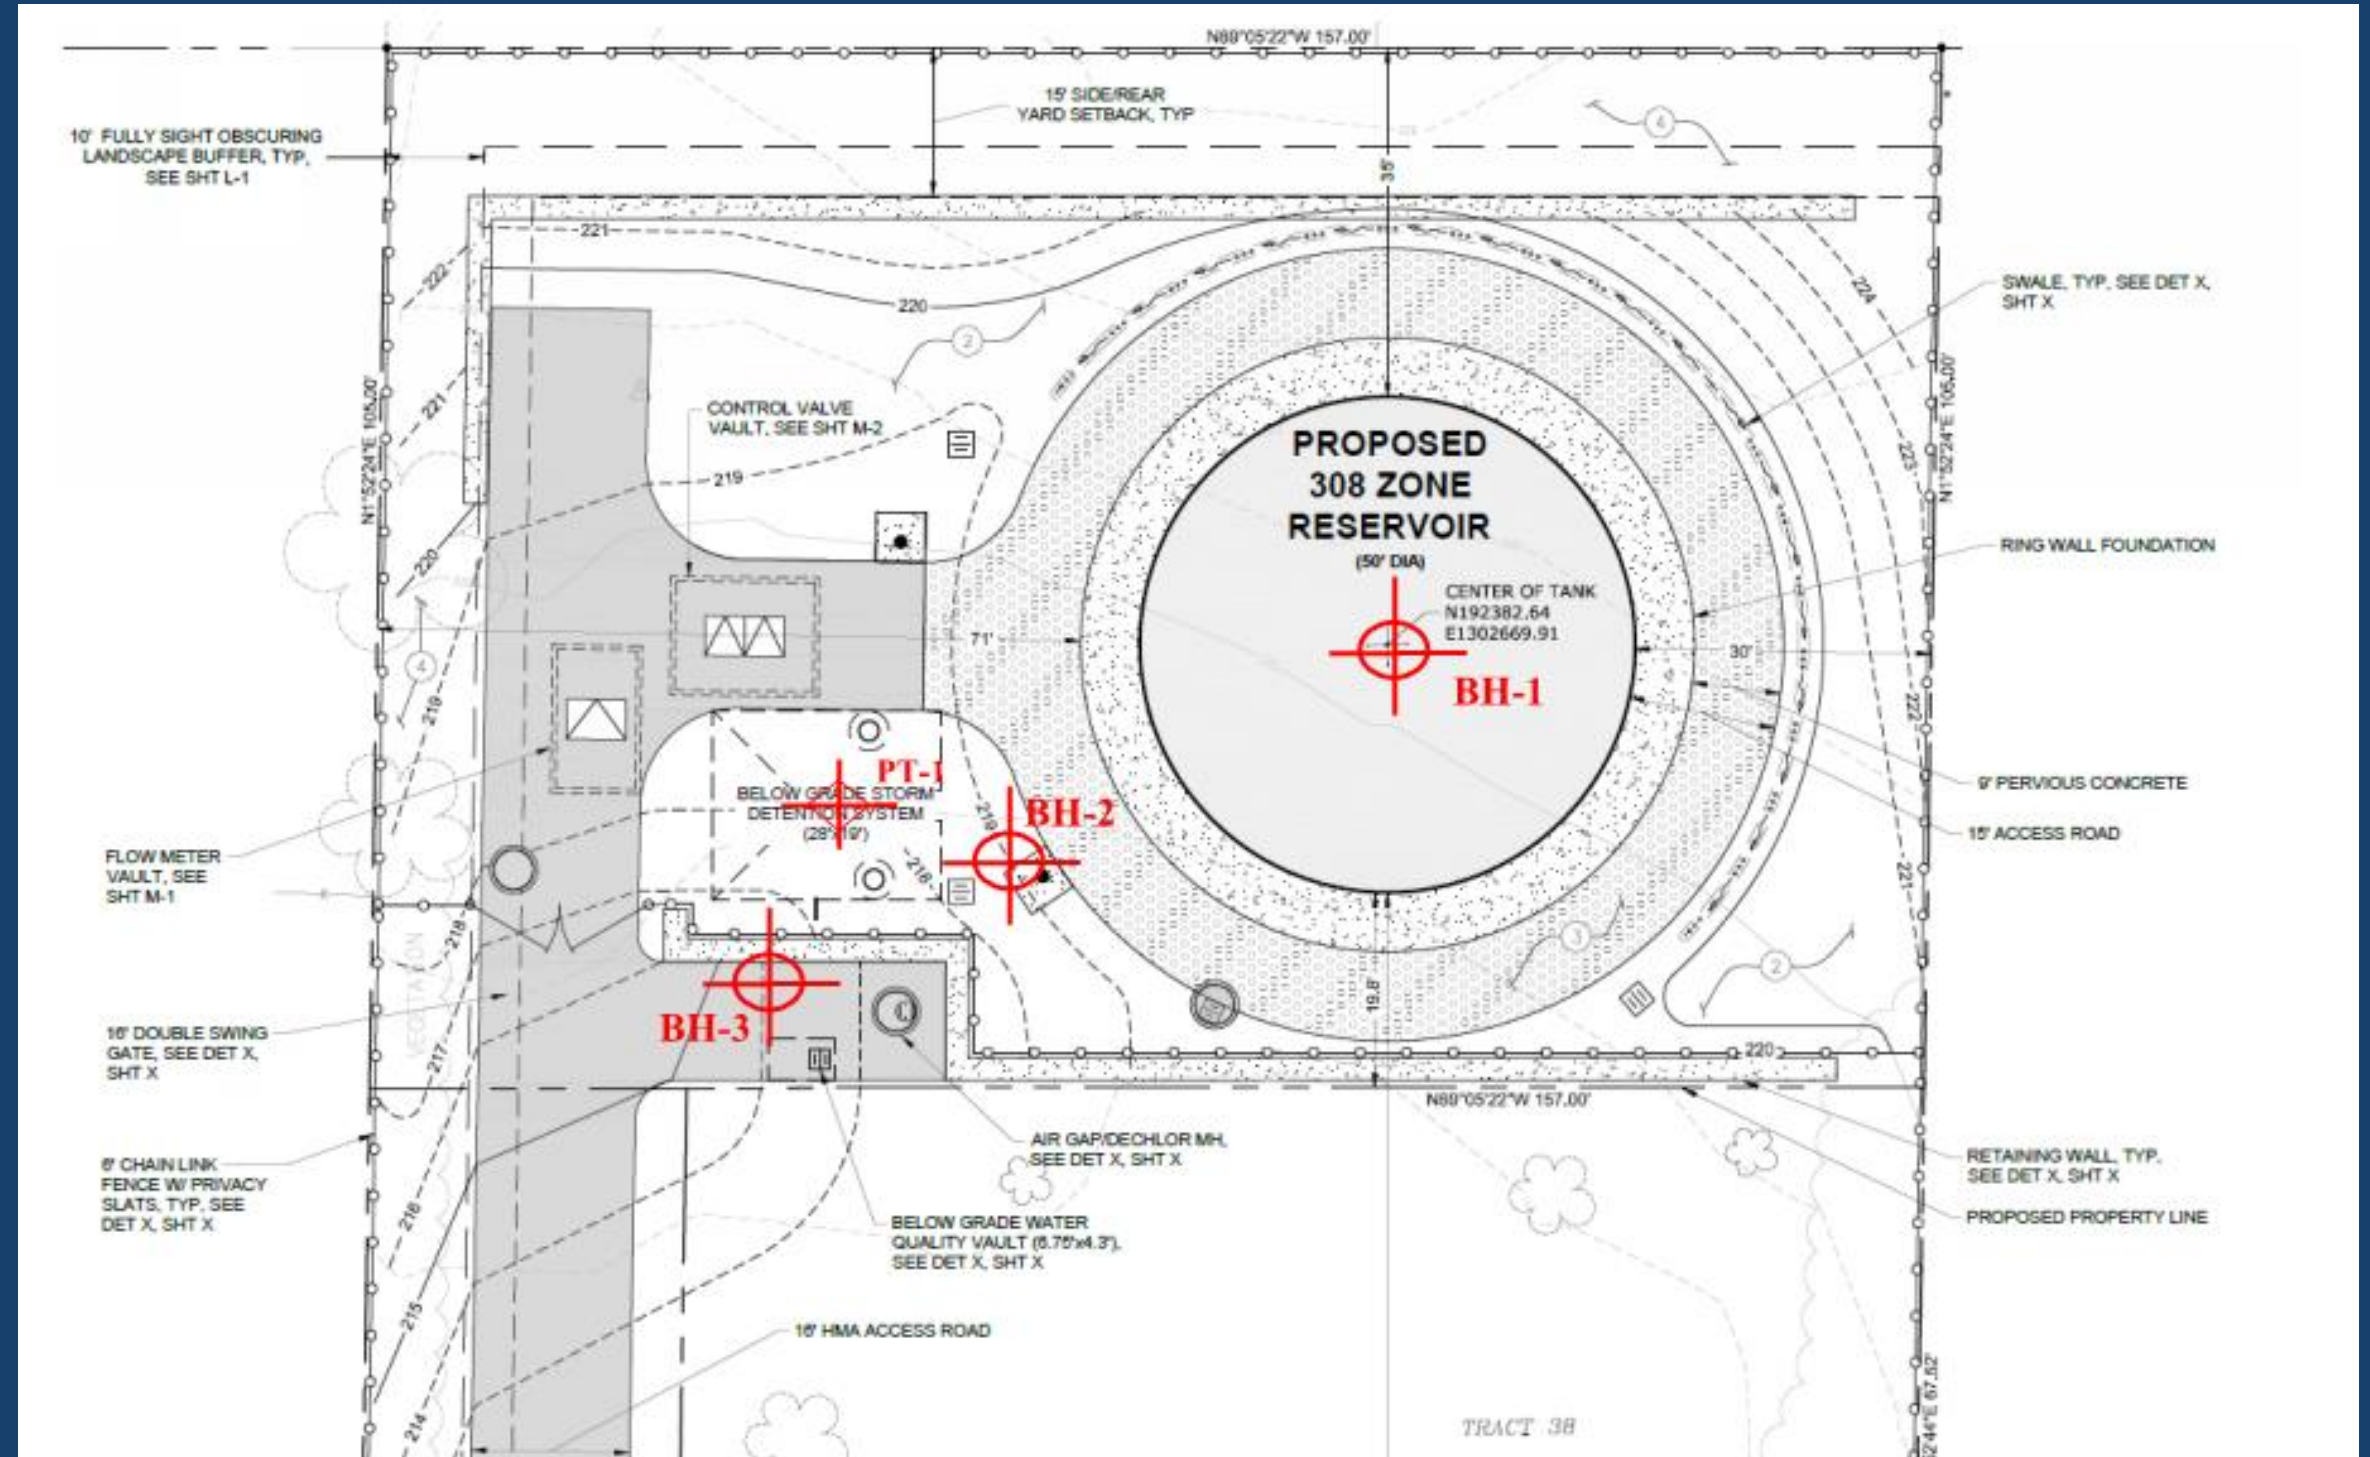 N89°05'22"W 157.00'
15' SIDE/REAR
YARD SETBACK, TYP
4
10' FULLY SIGHT OBSCURING
LANDSCAPE BUFFER, TYP,
SEE SHT L-1
35'
221
222
220
224
SWALE, TYP, SEE DET X,
SHT X
2
N1°52'24"E 105.00'
N1°52'24"E 105.00'
221
CONTROL VALVE
VAULT, SEE SHT M-2
219
PROPOSED
308 ZONE
RESERVOIR
(50' DIA)
223
220
RING WALL FOUNDATION
CENTER OF TANK
N192382.64
E1302669.91
71'
30'
4
BH-1
219
222
PT-1
BELOW GRADE STORM
DETENTION SYSTEM
(28'x19')
219
BH-2
9' PERVIOUS CONCRETE
15' ACCESS ROAD
FLOW METER
VAULT, SEE
SHT M-1
218
221
218
VEGETATION
3
2
19.8'
BH-3
16' DOUBLE SWING
GATE, SEE DET X,
SHT X
217
220
N89°05'22"W 157.00'
AIR GAP/DECHLOR MH,
SEE DET X, SHT X
RETAINING WALL, TYP,
SEE DET X, SHT X
6' CHAIN LINK
FENCE W/ PRIVACY
SLATS, TYP, SEE
DET X, SHT X
216
PROPOSED PROPERTY LINE
BELOW GRADE WATER
QUALITY VAULT (6.75'x4.3'),
SEE DET X, SHT X
215
16' HMA ACCESS ROAD
214
TRACT 38
52'44"E 67.52'